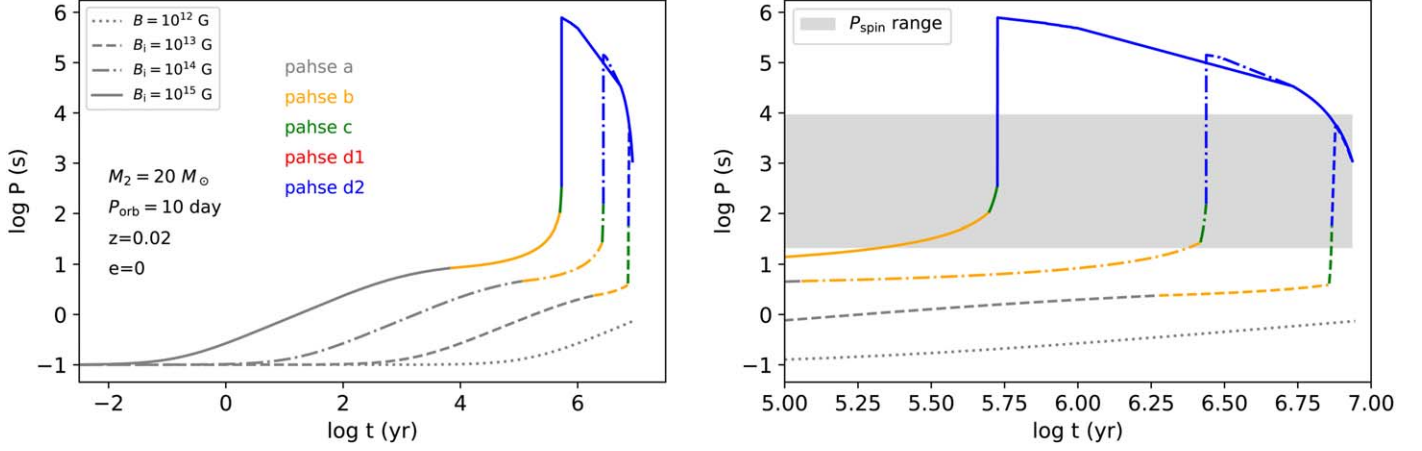 B = 10^12 G
B_i = 10^13 G
B_i = 10^14 G
B_i = 10^15 G
pahse a
pahse b
pahse c
pahse d1
pahse d2
M_2 = 20 M_⊙
P_orb = 10 day
z=0.02
e=0
6
5
4
3
2
1
0
−1
log P (s)
−2 0 2 4 6
log t (yr)
P_spin range
6
5
4
3
2
1
0
−1
log P (s)
5.00 5.25 5.50 5.75 6.00 6.25 6.50 6.75 7.00
log t (yr)